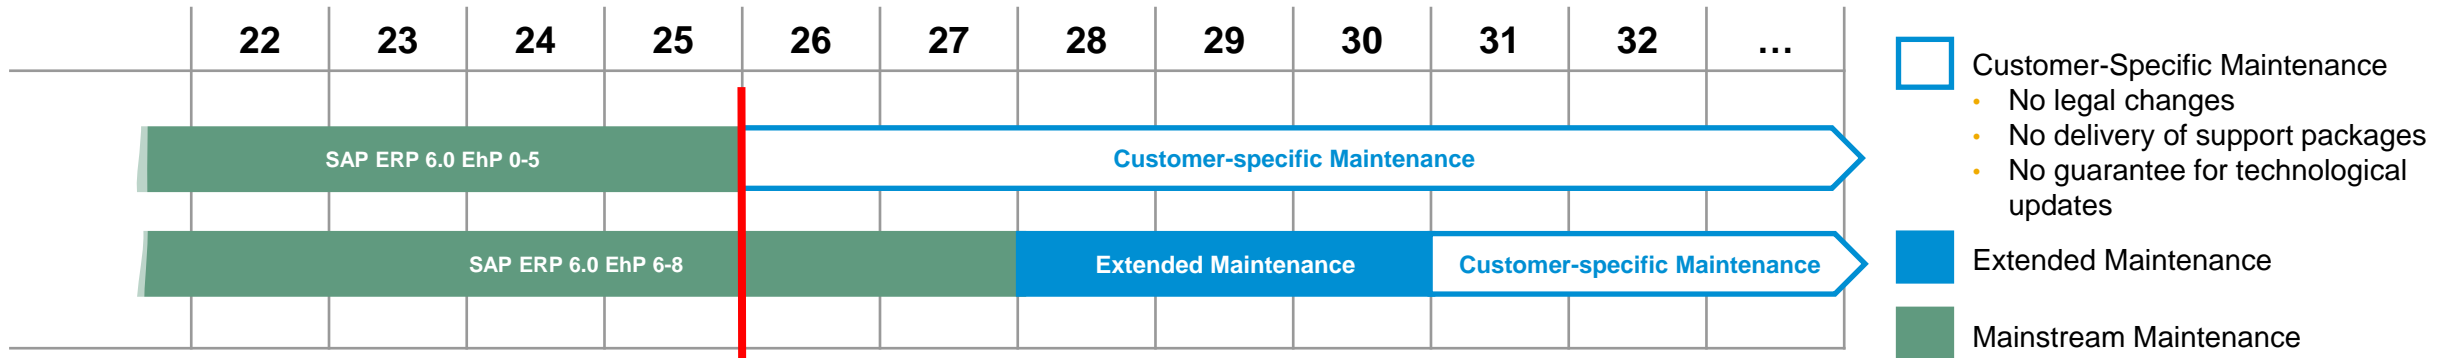 22 23 24 25 26 27 28 29 30 31 32 ...
SAP ERP 6.0 EhP 0-5 Customer-specific Maintenance
SAP ERP 6.0 EhP 6-8 Extended Maintenance Customer-specific Maintenance
Customer-Specific Maintenance
• No legal changes
• No delivery of support packages
• No guarantee for technological
updates
Extended Maintenance
Mainstream Maintenance